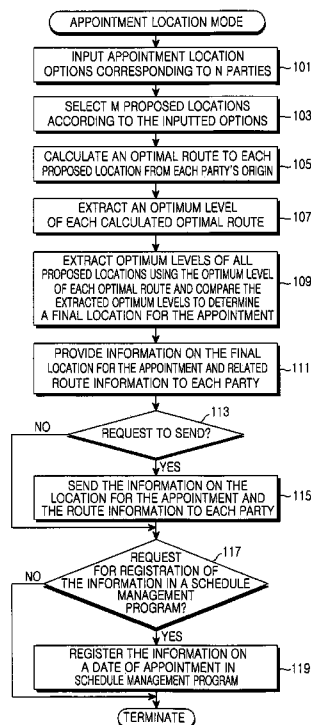 APPOINTMENT LOCATION MODE
INPUT APPOINTMENT LOCATION
OPTIONS CORRESPONDING TO N PARTIES
101
SELECT M PROPOSED LOCATIONS
ACCORDING TO THE INPUTTED OPTIONS
103
CALCULATE AN OPTIMAL ROUTE TO EACH
PROPOSED LOCATION FROM EACH PARTY'S ORIGIN
105
EXTRACT AN OPTIMUM LEVEL
OF EACH CALCULATED OPTIMAL ROUTE
107
EXTRACT OPTIMUM LEVELS OF ALL
PROPOSED LOCATIONS USING THE OPTIMUM LEVEL
OF EACH OPTIMAL ROUTE AND COMPARE THE
EXTRACTED OPTIMUM LEVELS TO DETERMINE
A FINAL LOCATION FOR THE APPOINTMENT
109
PROVIDE INFORMATION ON THE FINAL
LOCATION FOR THE APPOINTMENT AND RELATED
ROUTE INFORMATION TO EACH PARTY
111
113
NO
REQUEST TO SEND?
YES
SEND THE INFORMATION ON THE
LOCATION FOR THE APPOINTMENT AND
THE ROUTE INFORMATION TO EACH PARTY
115
117
REQUEST
FOR REGISTRATION OF
THE INFORMATION IN A SCHEDULE
MANAGEMENT
PROGRAM?
NO
YES
REGISTER THE INFORMATION ON
A DATE OF APPOINTMENT IN
SCHEDULE MANAGEMENT PROGRAM
119
TERMINATE